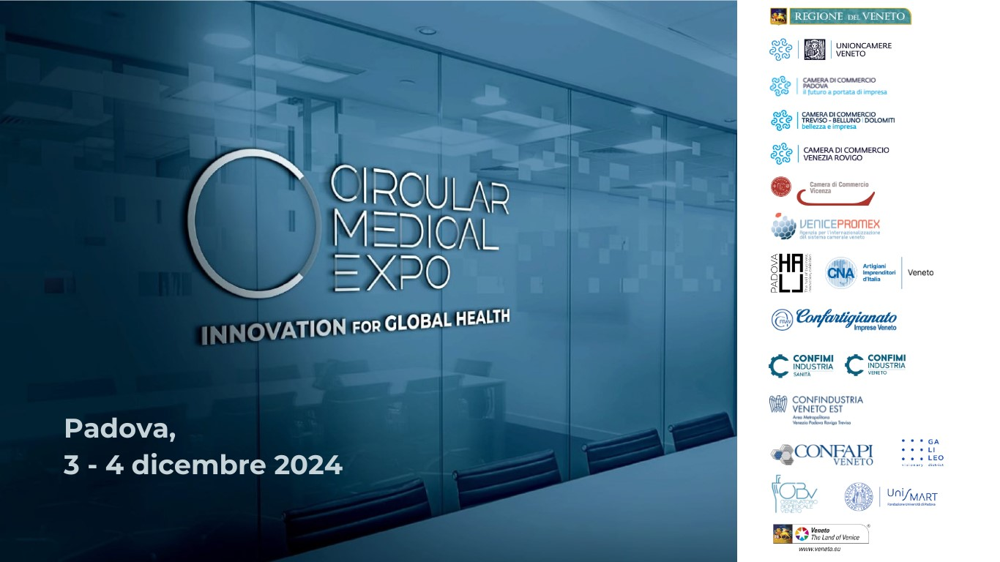 CIRCULAR
MEDICAL
EXPO
INNOVATION FOR GLOBAL HEALTH
Padova,
3 - 4 dicembre 2024
REGIONE DEL VENETO
UNIONCAMERE
VENETO
CAMERA DI COMMERCIO
PADOVA
il futuro a portata di impresa
CAMERA DI COMMERCIO
TREVISO - BELLUNO | DOLOMITI
bellezza e impresa
CAMERA DI COMMERCIO
VENEZIA ROVIGO
Camera di Commercio
Vicenza
VENICEPROMEX
Agenzia per l'internazionalizzazione
del sistema camerale veneto
PADOVA
HALL
CNA
Artigiani
Imprenditori
d'Italia
Veneto
FRAV
Confartigianato
Imprese Veneto
CONFIMI
INDUSTRIA
SANITÀ
CONFIMI
INDUSTRIA
VENETO
CONFINDUSTRIA
VENETO EST
Area Metropolitana
Venezia Padova Rovigo Treviso
CONFAPI
VENETO
GA
LI
LEO
visionary district
OBV
OSSERVATORIO
BIOMEDICALE
VENETO
UniSMART
Fondazione Università di Padova
Veneto
The Land of Venice
www.veneto.eu